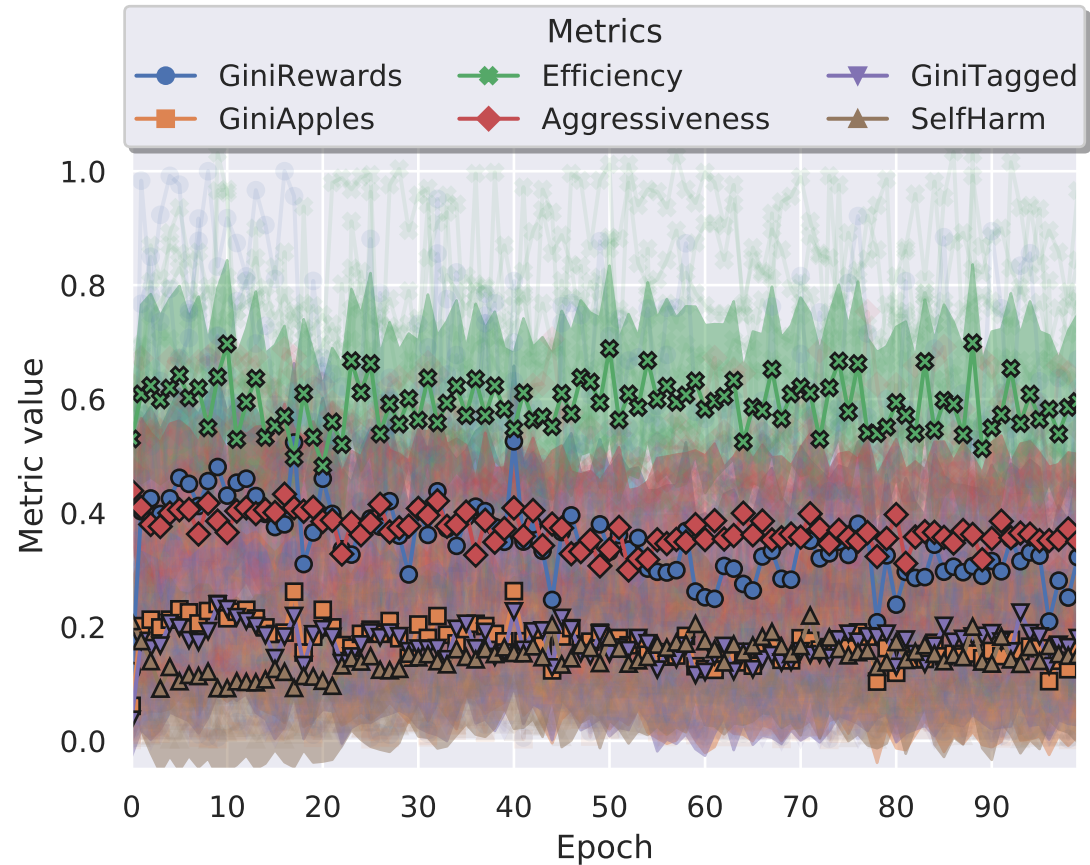 Metrics
GiniRewards Efficiency GiniTagged
GiniApples Aggressiveness SelfHarm
1.0
0.8
0.6
0.4
0.2
0.0
Metric value
0 10 20 30 40 50 60 70 80 90
Epoch